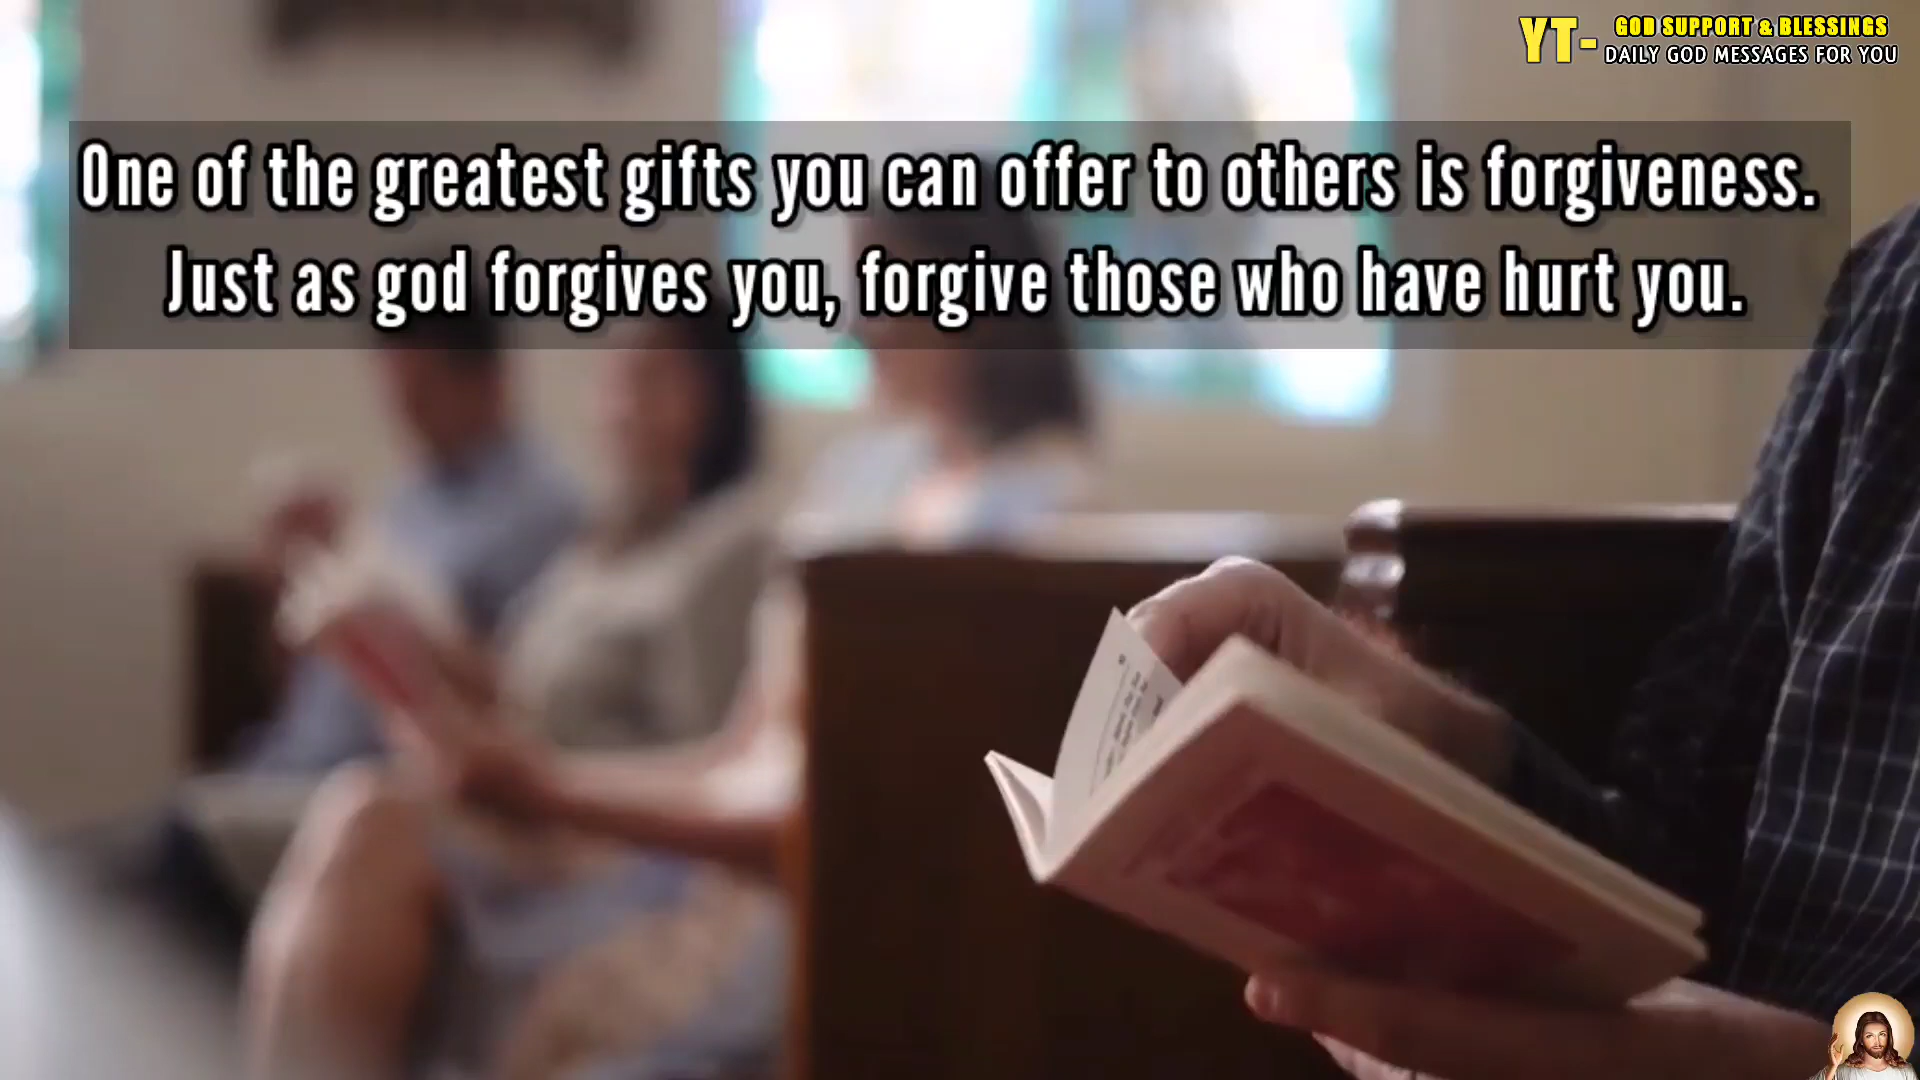 YT- GOD SUPPORT & BLESSINGS
DAILY GOD MESSAGES FOR YOU
One of the greatest gifts you can offer to others is forgiveness.
Just as god forgives you, forgive those who have hurt you.